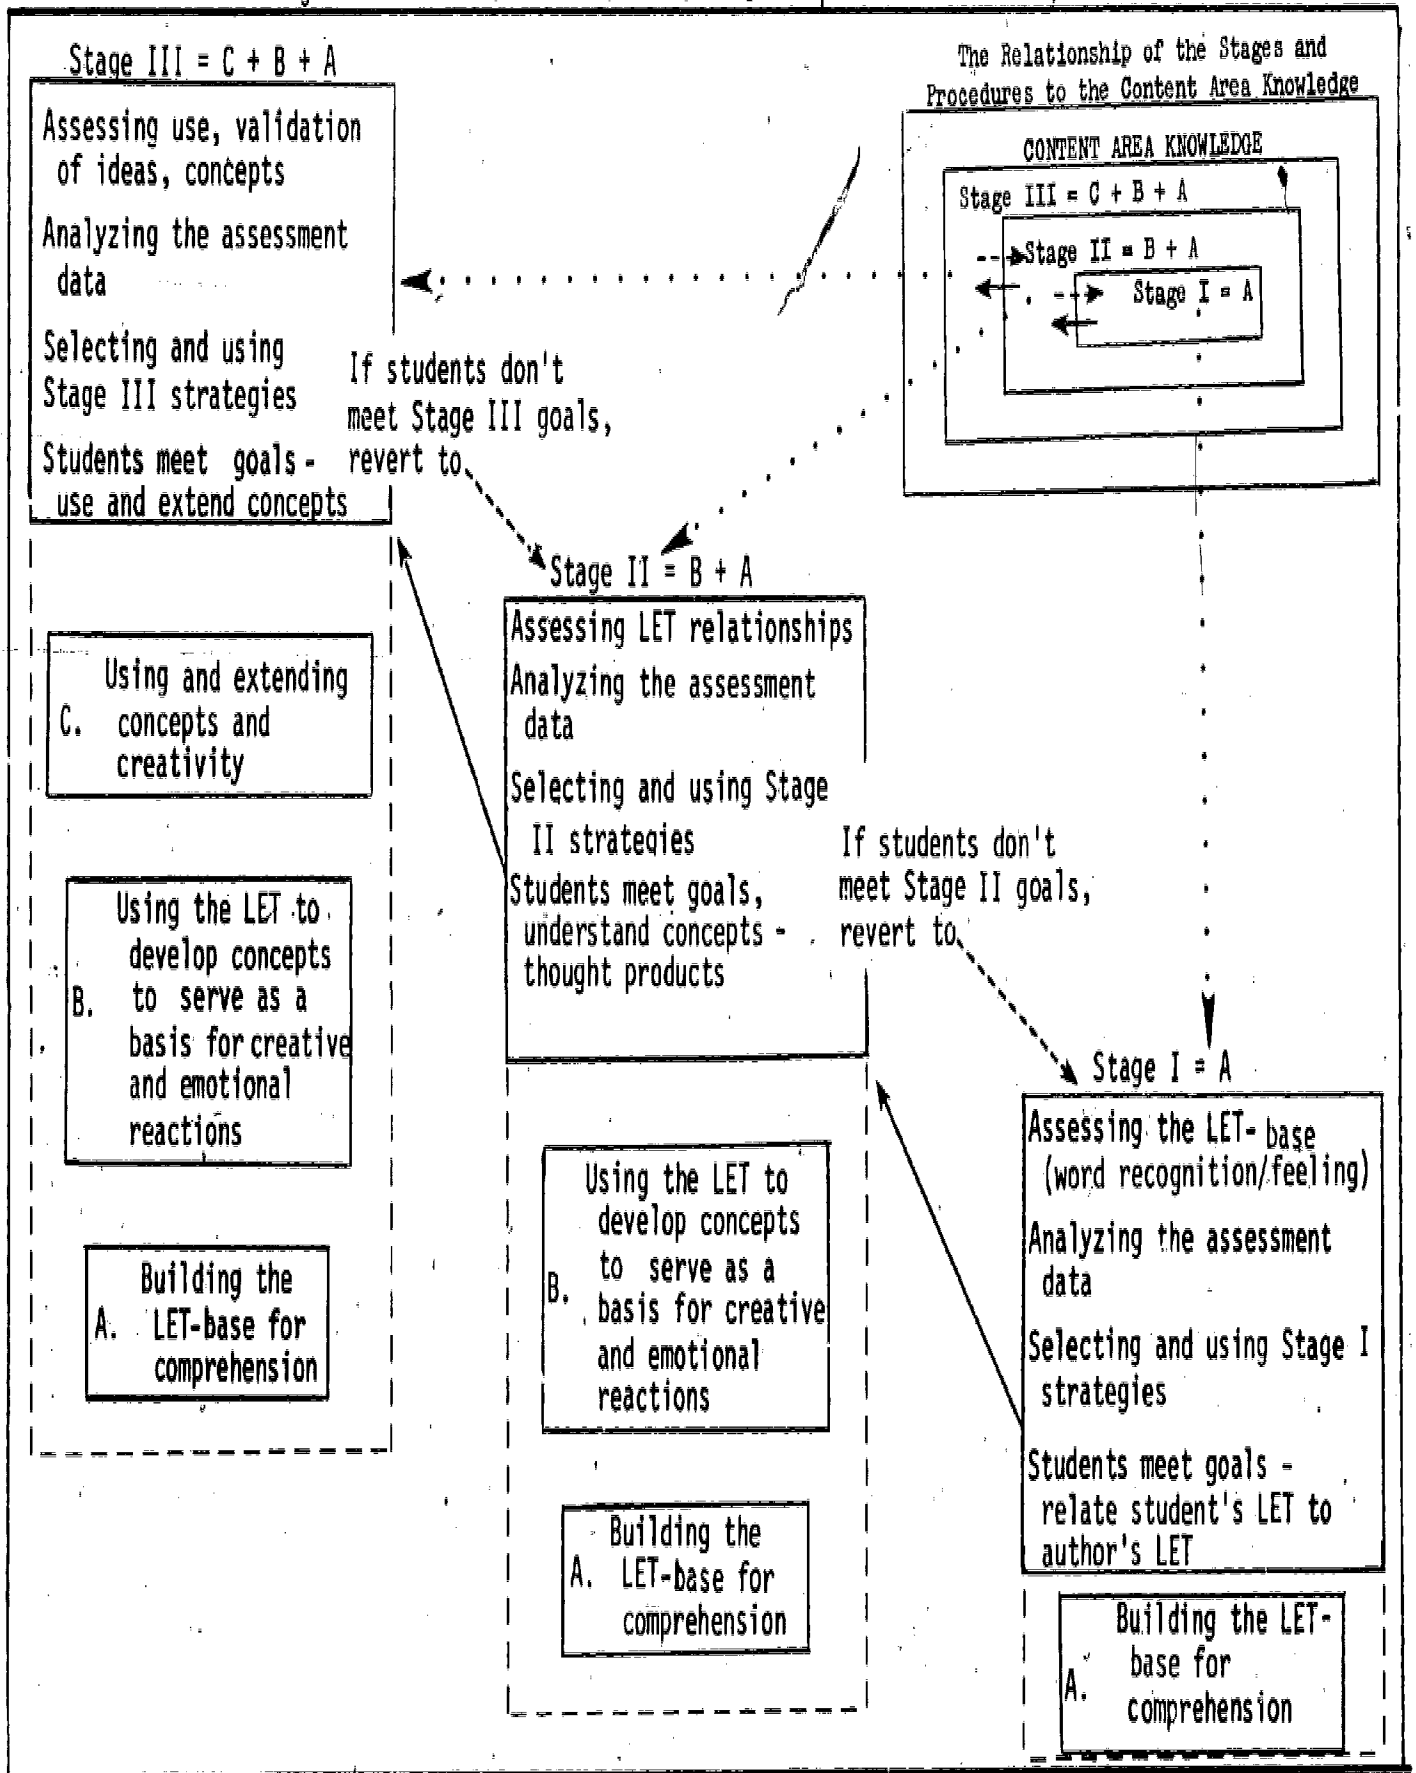 Stage III = C + B + A
Assessing use, validation
of ideas, concepts
Analyzing the assessment
data
Selecting and using
Stage III strategies
Students meet goals -
use and extend concepts
If students don't
meet Stage III goals,
revert to
C. Using and extending
concepts and
creativity
B. Using the LET to
develop concepts
to serve as a
basis for creative
and emotional
reactions
A. Building the
LET-base for
comprehension
The Relationship of the Stages and
Procedures to the Content Area Knowledge
CONTENT AREA KNOWLEDGE
Stage III = C + B + A
Stage II = B + A
Stage I = A
Stage II = B + A
Assessing LET relationships
Analyzing the assessment
data
Selecting and using Stage
II strategies
Students meet goals,
understand concepts -
thought products
If students don't
meet Stage II goals,
revert to
B. Using the LET to
develop concepts
to serve as a
basis for creative
and emotional
reactions
A. Building the
LET-base for
comprehension
Stage I = A
Assessing the LET-base
(word recognition/feeling)
Analyzing the assessment
data
Selecting and using Stage I
strategies
Students meet goals -
relate student's LET to
author's LET
A. Building the LET-
base for
comprehension